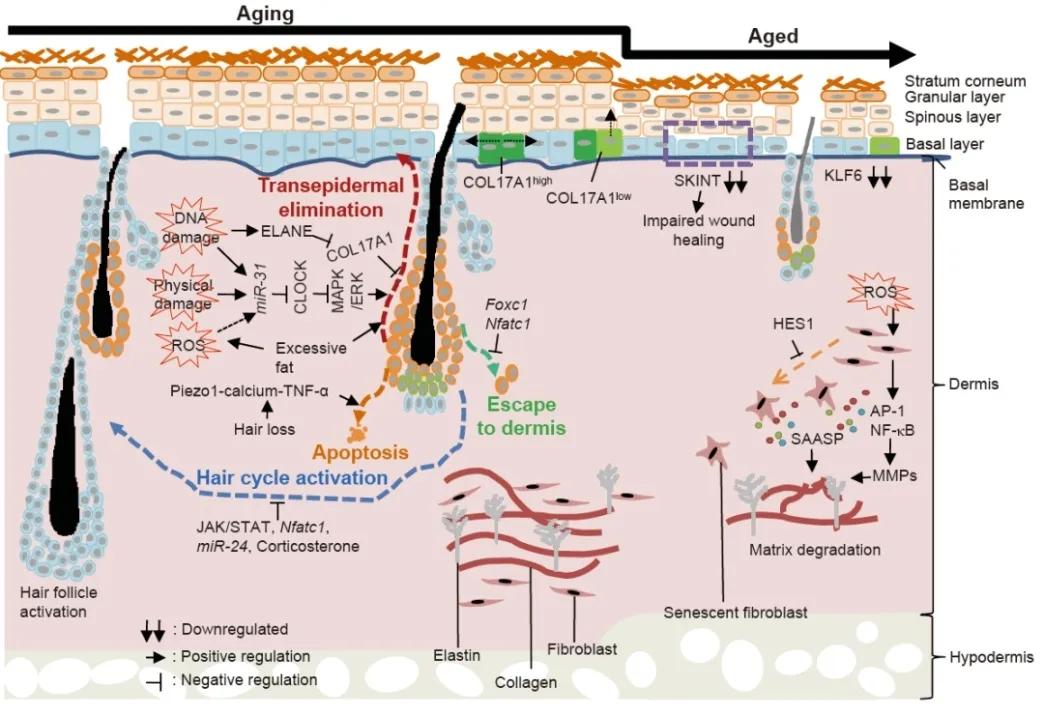 Aging
Aged
Stratum corneum
Granular layer
Spinous layer
Basal layer
Basal
membrane
COL17A1high
COL17A1low
SKINT
Impaired wound
healing
KLF6
Transepidermal
elimination
DNA
damage
ELANE
COL17A1
Physical
damage
miR-31
CLOCK
MAPK
/ERK
ROS
Excessive
fat
Foxc1
Nfatc1
Piezo1-calcium-TNF-α
Hair loss
Apoptosis
Escape
to dermis
Hair cycle activation
JAK/STAT, Nfatc1,
miR-24, Corticosterone
Hair follicle
activation
ROS
HES1
AP-1
NF-κB
SAASP
MMPs
Matrix degradation
Dermis
Senescent fibroblast
Elastin
Collagen
Fibroblast
Hypodermis
: Downregulated
: Positive regulation
: Negative regulation